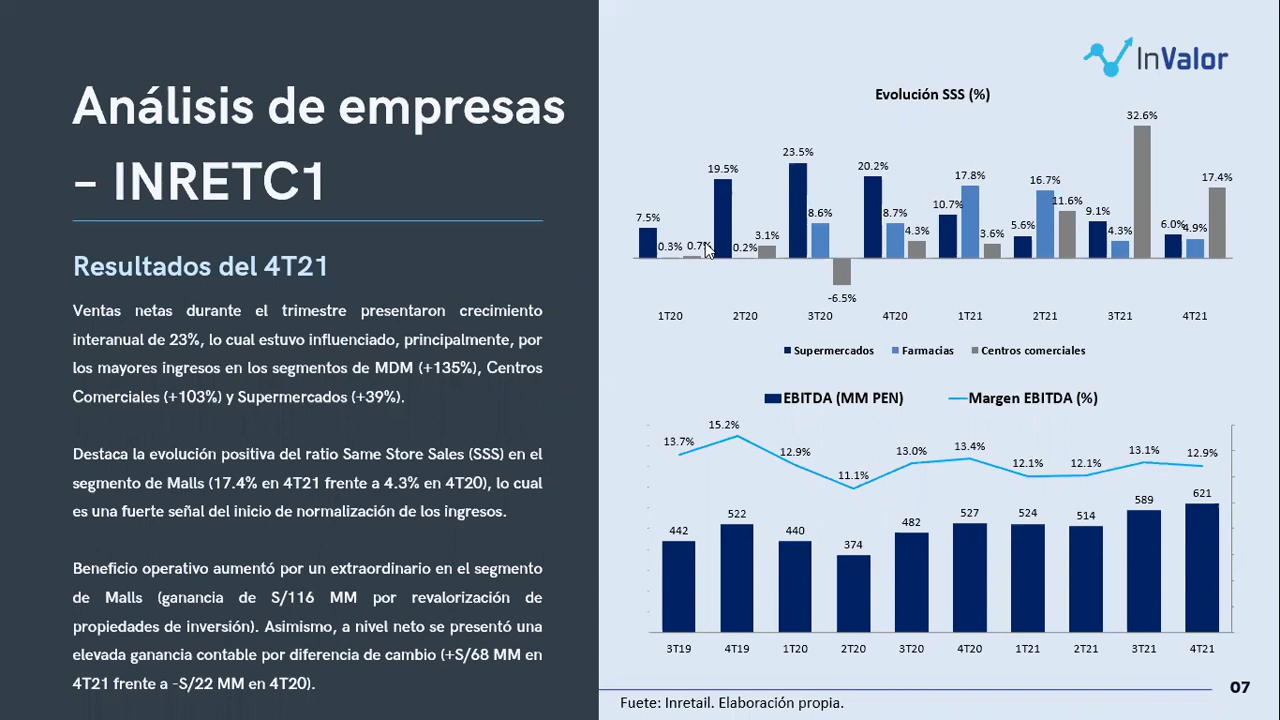 Análisis de empresas
– INRETC1
Resultados del 4T21
Ventas netas durante el trimestre presentaron crecimiento
interanual de 23%, lo cual estuvo influenciado, principalmente, por
los mayores ingresos en los segmentos de MDM (+135%), Centros
Comerciales (+103%) y Supermercados (+39%).
Destaca la evolución positiva del ratio Same Store Sales (SSS) en el
segmento de Malls (17.4% en 4T21 frente a 4.3% en 4T20), lo cual
es una fuerte señal del inicio de normalización de los ingresos.
Beneficio operativo aumentó por un extraordinario en el segmento
de Malls (ganancia de S/116 MM por revalorización de
propiedades de inversión). Asimismo, a nivel neto se presentó una
elevada ganancia contable por diferencia de cambio (+S/68 MM en
4T21 frente a -S/22 MM en 4T20).
InValor
Evolución SSS (%)
7.5% 0.3% 0.7%
19.5% 0.2% 3.1%
23.5% 8.6% -6.5%
20.2% 8.7% 4.3%
10.7% 17.8% 3.6%
5.6% 16.7% 11.6%
9.1% 4.3% 32.6%
6.0% 4.9% 17.4%
1T20 2T20 3T20 4T20 1T21 2T21 3T21 4T21
Supermercados Farmacias Centros comerciales
EBITDA (MM PEN) Margen EBITDA (%)
13.7% 15.2% 12.9% 11.1% 13.0% 13.4% 12.1% 12.1% 13.1% 12.9%
442 522 440 374 482 527 524 514 589 621
3T19 4T19 1T20 2T20 3T20 4T20 1T21 2T21 3T21 4T21
Fuete: Inretail. Elaboración propia.
07